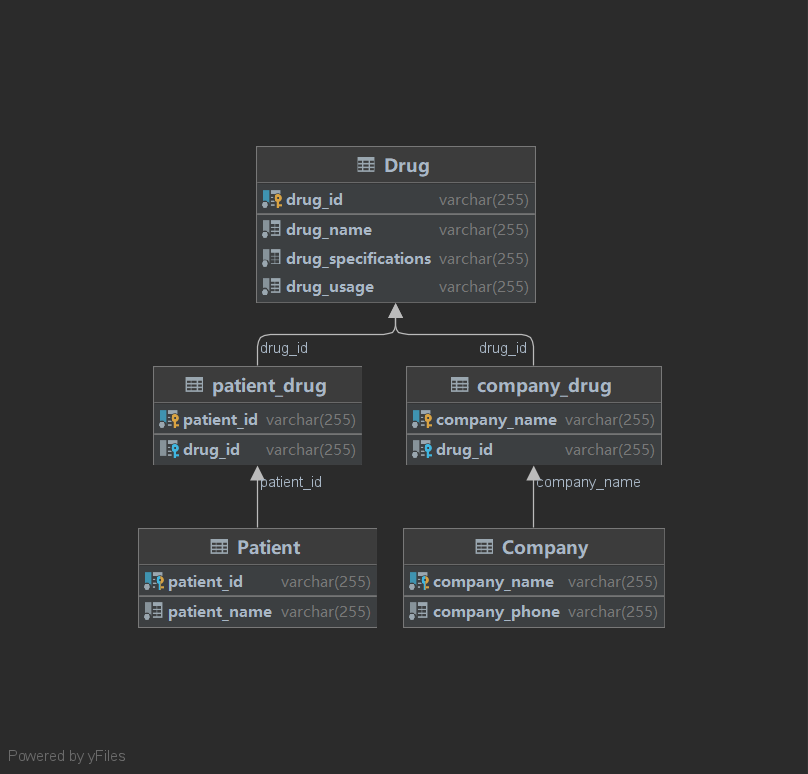 Drug
drug_id varchar(255)
drug_name varchar(255)
drug_specifications varchar(255)
drug_usage varchar(255)
drug_id drug_id
patient_drug
patient_id varchar(255)
drug_id varchar(255)
company_drug
company_name varchar(255)
drug_id varchar(255)
patient_id company_name
Patient
patient_id varchar(255)
patient_name varchar(255)
Company
company_name varchar(255)
company_phone varchar(255)
Powered by yFiles